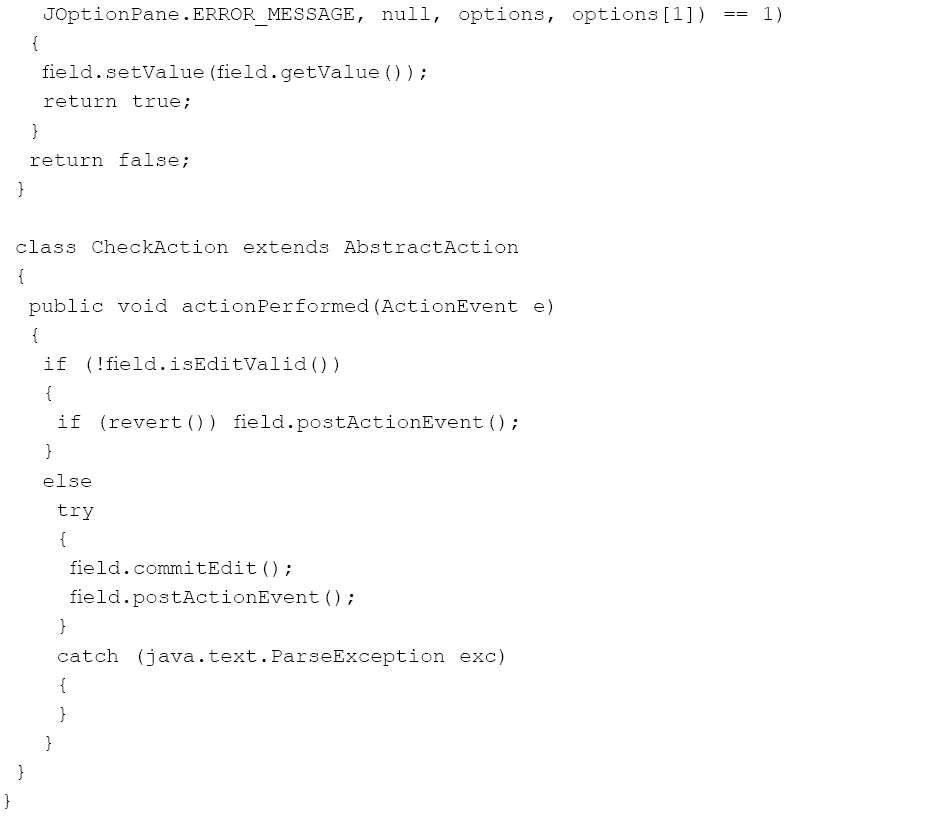 JOptionPane.ERROR_MESSAGE, null, options, options[1]) == 1)
{
field.setValue(field.getValue());
return true;
}
return false;
}
class CheckAction extends AbstractAction
{
public void actionPerformed(ActionEvent e)
{
if (!field.isEditValid())
{
if (revert()) field.postActionEvent();
}
else
try
{
field.commitEdit();
field.postActionEvent();
}
catch (java.text.ParseException exc)
{
}
}
}
}